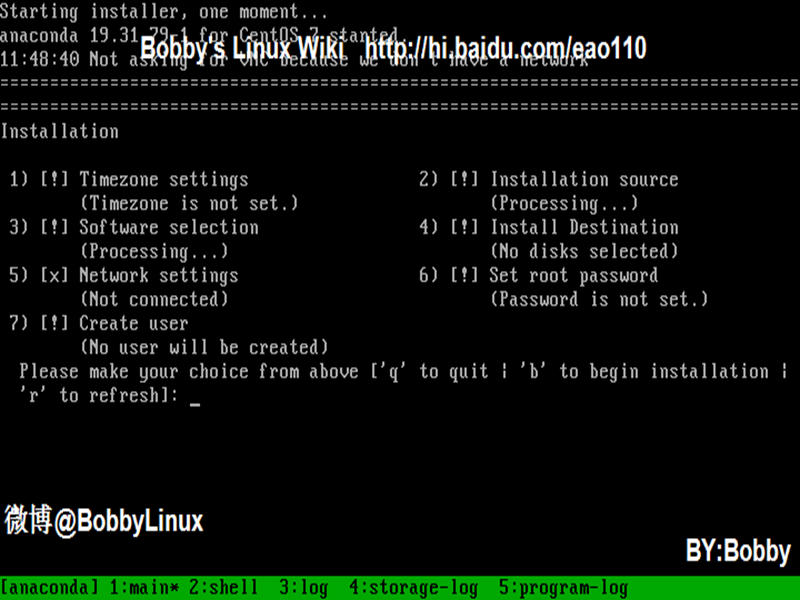 Starting installer, one moment...
anaconda 19.31.79-1 for CentOS 7 started.
Bobby's Linux Wiki http://hi.baidu.com/eao110
11:48:40 Not asking for VNC because we don't have a network
================================================================================
================================================================================
Installation
1) [!] Timezone settings 2) [!] Installation source
(Timezone is not set.) (Processing...)
3) [!] Software selection 4) [!] Install Destination
(Processing...) (No disks selected)
5) [x] Network settings 6) [!] Set root password
(Not connected) (Password is not set.)
7) [!] Create user
(No user will be created)
Please make your choice from above ['q' to quit | 'b' to begin installation |
'r' to refresh]: _
微博@BobbyLinux
BY:Bobby
[anaconda] 1:main* 2:shell 3:log 4:storage-log 5:program-log